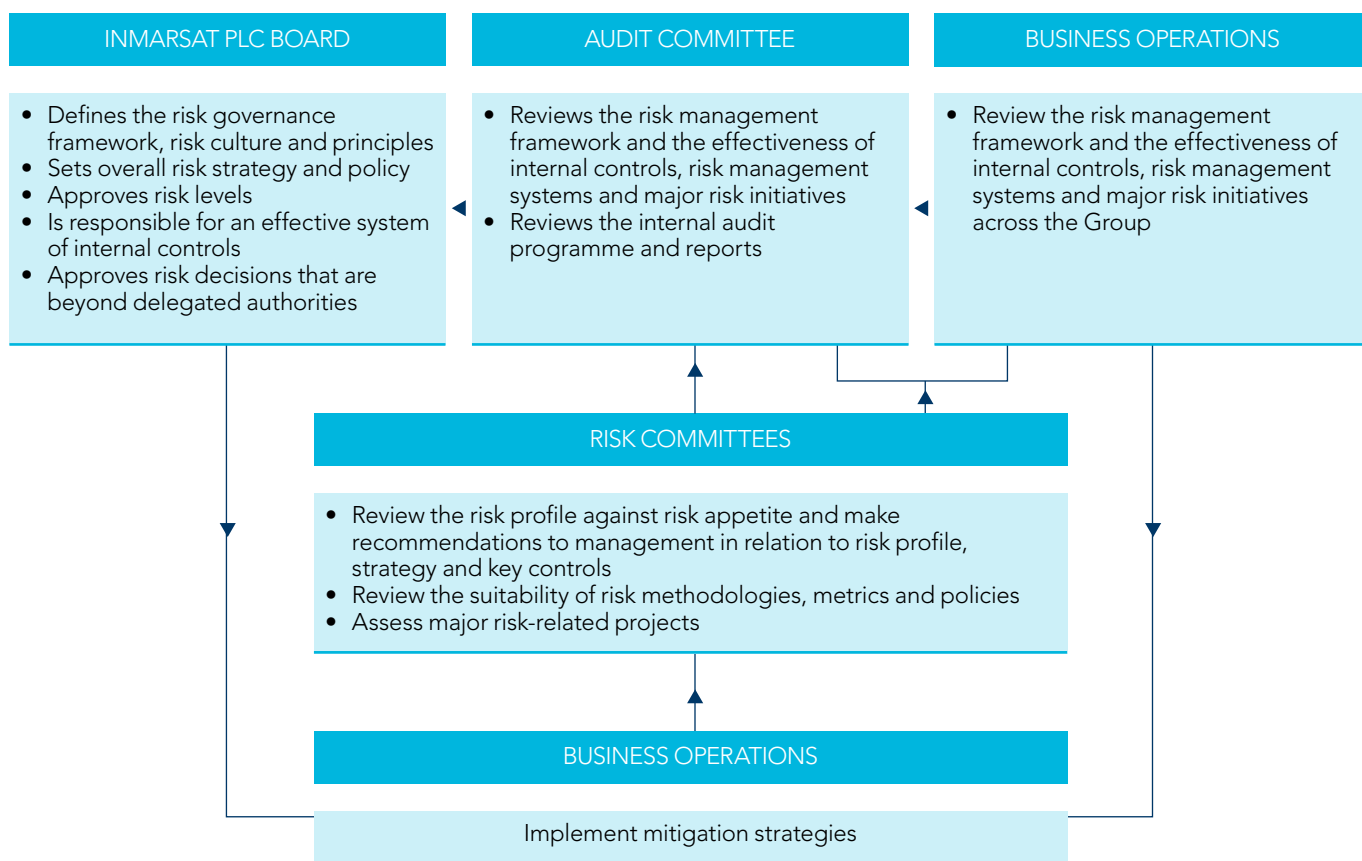 INMARSAT PLC BOARD
• Defines the risk governance
framework, risk culture and principles
• Sets overall risk strategy and policy
• Approves risk levels
• Is responsible for an effective system
of internal controls
• Approves risk decisions that are
beyond delegated authorities
AUDIT COMMITTEE
• Reviews the risk management
framework and the effectiveness of
internal controls, risk management
systems and major risk initiatives
• Reviews the internal audit
programme and reports
BUSINESS OPERATIONS
• Review the risk management
framework and the effectiveness of
internal controls, risk management
systems and major risk initiatives
across the Group
RISK COMMITTEES
• Review the risk profile against risk appetite and make
recommendations to management in relation to risk profile,
strategy and key controls
• Review the suitability of risk methodologies, metrics and policies
• Assess major risk-related projects
BUSINESS OPERATIONS
Implement mitigation strategies